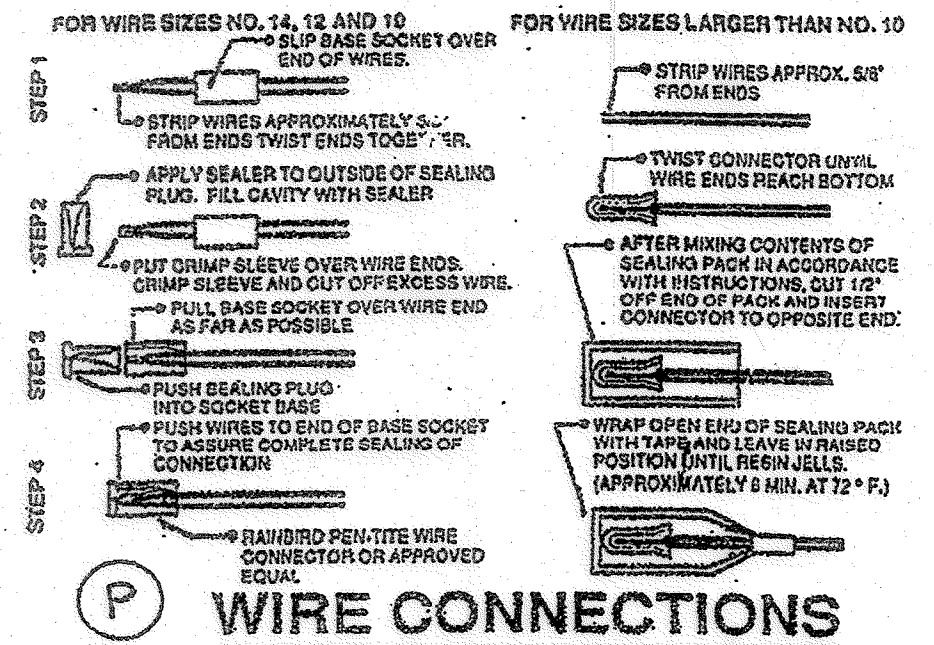 FOR WIRE SIZES NO. 14, 12 AND 10
STEP 1
SLIP BASE SOCKET OVER
END OF WIRES.
STRIP WIRES APPROXIMATELY
FROM ENDS TWIST ENDS TOGETHER.
STEP 2
APPLY SEALER TO OUTSIDE OF SEALING
PLUG. FILL CAVITY WITH SEALER
PUT CRIMP SLEEVE OVER WIRE ENDS.
CRIMP SLEEVE AND CUT OFF EXCESS WIRE.
STEP 3
PULL BASE SOCKET OVER WIRE END
AS FAR AS POSSIBLE
PUSH SEALING PLUG
INTO SOCKET BASE
STEP 4
PUSH WIRES TO END OF BASE SOCKET
TO ASSURE COMPLETE SEALING OF
CONNECTION
RAINBIRD PEN-TITE WIRE
CONNECTOR OR APPROVED
EQUAL
FOR WIRE SIZES LARGER THAN NO. 10
STRIP WIRES APPROX. 5/8"
FROM ENDS
TWIST CONNECTOR UNTIL
WIRE ENDS REACH BOTTOM
AFTER MIXING CONTENTS OF
SEALING PACK IN ACCORDANCE
WITH INSTRUCTIONS, CUT 1/2"
OFF END OF PACK AND INSERT
CONNECTOR TO OPPOSITE END.
WRAP OPEN END OF SEALING PACK
WITH TAPE AND LEAVE IN RAISED
POSITION UNTIL RESIN JELLS.
(APPROXIMATELY 8 MIN. AT 72° F.)
P
WIRE CONNECTIONS